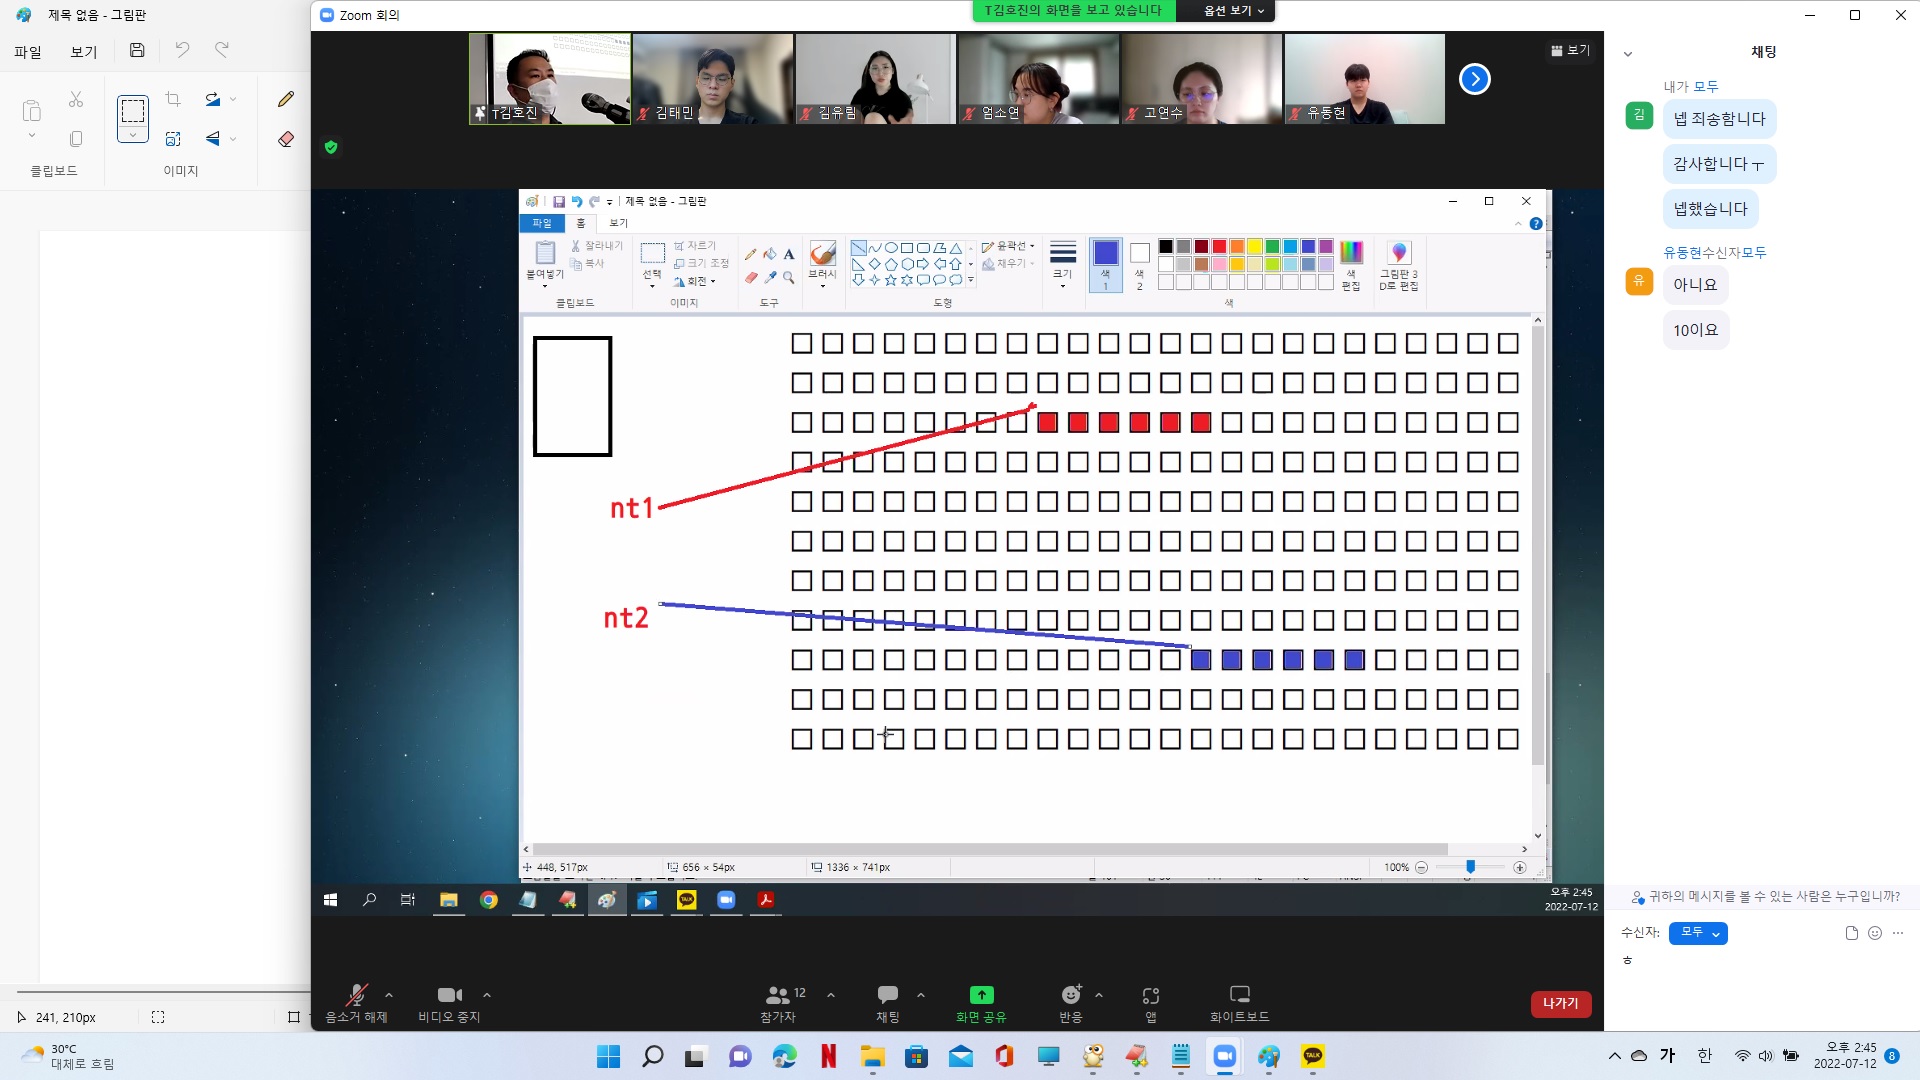 제목 없음 - 그림판
파일
보기
클립보드
이미지
241, 210px
Zoom 회의
T김호진의 화면을 보고 있습니다
옵션 보기
T김호진
김태민
김유림
엄소연
고연수
유동현
보기
제목 없음 - 그림판
파일
홈
보기
붙여넣기
잘라내기
복사
클립보드
선택
자르기
크기 조정
회전
이미지
A
도구
브러시
도형
윤곽선
채우기
크기
색
1
색
2
색
편집
색
그림판 3
D로 편집
nt1
nt2
448, 517px
656 × 54px
1336 × 741px
100%
오후 2:45
2022-07-12
음소거 해제
비디오 중지
12
참가자
채팅
화면 공유
반응
앱
화이트보드
나가기
채팅
내가 모두
김
넵 죄송합니다
감사합니다 ㅜ
넵했습니다
유동현수신자모두
유
아니요
10이요
귀하의 메시지를 볼 수 있는 사람은 누구입니까?
수신자:
모두
ㅎ
30°C
대체로 흐림
가
한
오후 2:45
2022-07-12
8